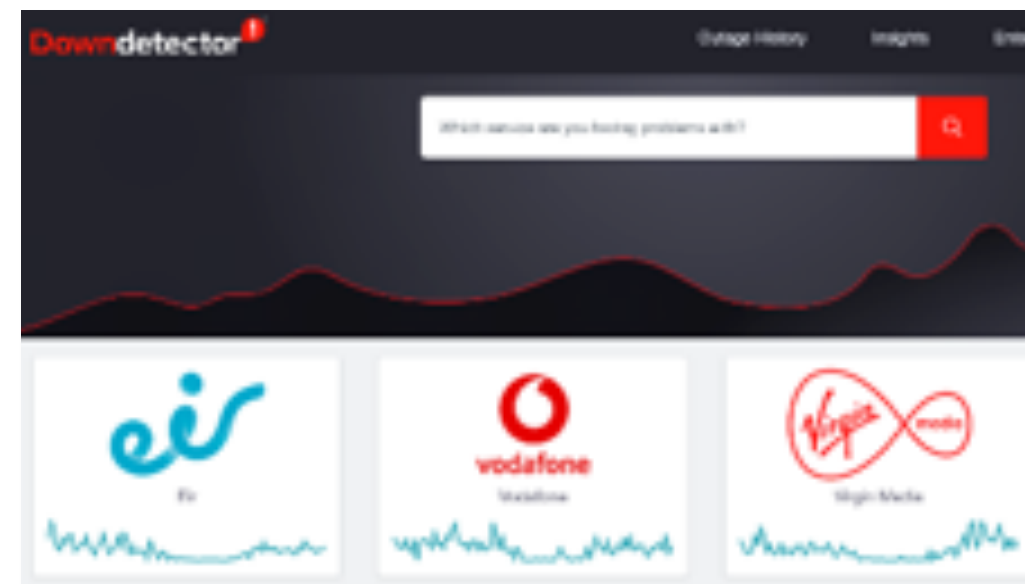 Downdetector
Outage History Insights
Which service are you having problems with?
eir
vodafone
Virgin media
Eir Vodafone Virgin Media